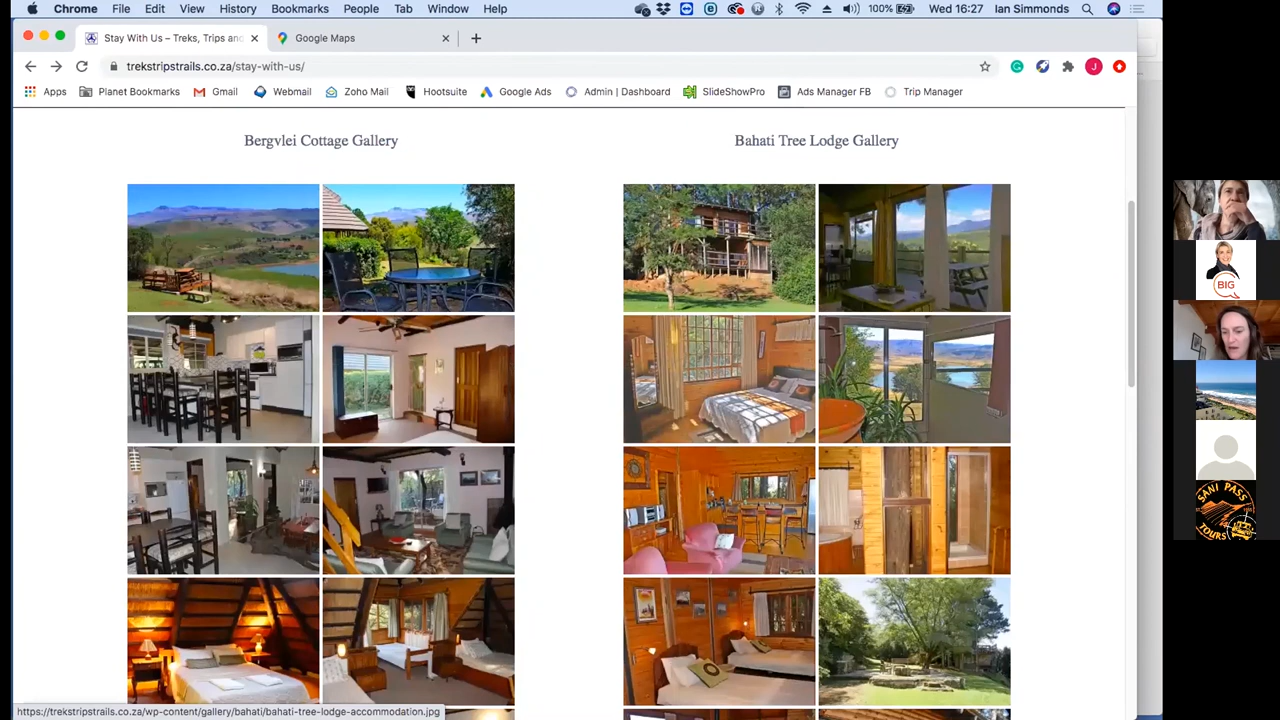 Chrome File Edit View History Bookmarks People Tab Window Help 100% Wed 16:27 Ian Simmonds
Stay With Us – Treks, Trips and Google Maps
trekstripstrails.co.za/stay-with-us/
Apps Planet Bookmarks Gmail Webmail Zoho Mail Hootsuite Google Ads Admin | Dashboard SlideShowPro Ads Manager FB Trip Manager
Bergvlei Cottage Gallery
Bahati Tree Lodge Gallery
https://trekstripstrails.co.za/wp-content/gallery/bahati/bahati-tree-lodge-accommodation.jpg
BIG
SANI PASS
TOURS